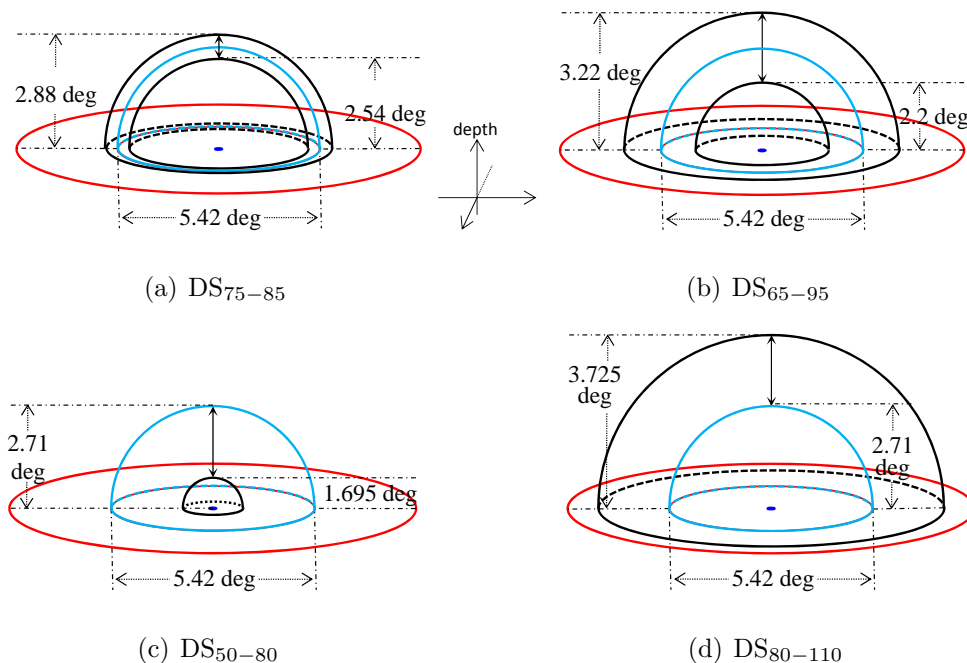 2.88 deg
2.54 deg
5.42 deg
(a) DS75−85
depth
3.22 deg
2.2 deg
5.42 deg
(b) DS65−95
2.71
deg
1.695 deg
5.42 deg
(c) DS50−80
3.725
deg
2.71
deg
5.42 deg
(d) DS80−110